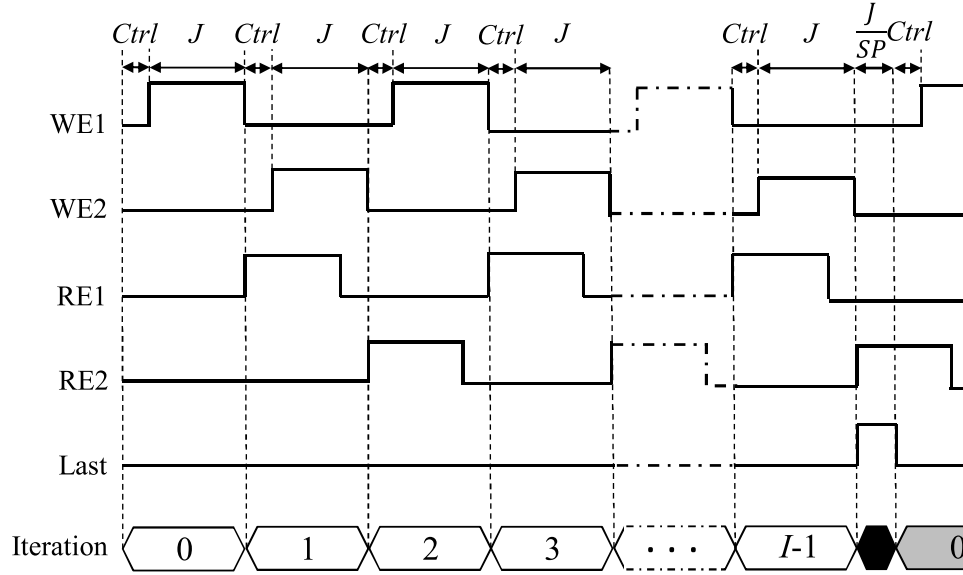 Ctrl J Ctrl J Ctrl J Ctrl J Ctrl J J/SP Ctrl
WE1
WE2
RE1
RE2
Last
Iteration 0 1 2 3 ... I-1 0